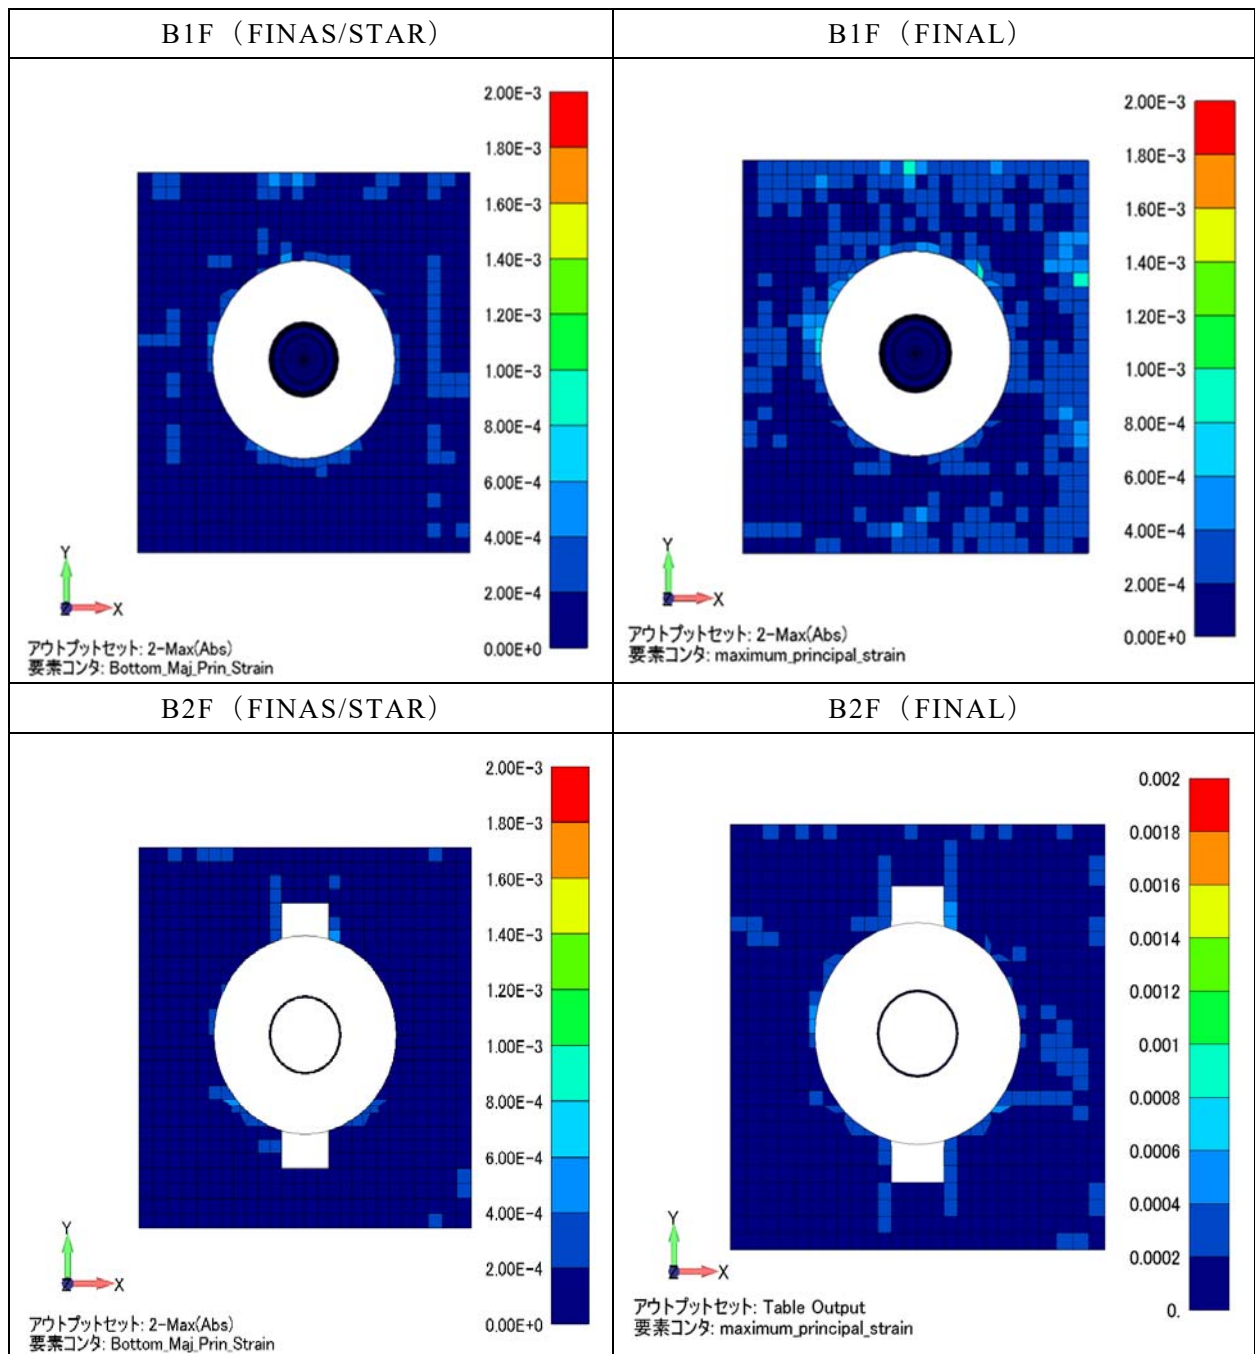 B1F（FINAS/STAR）
B1F（FINAL）
2.00E-3
1.80E-3
1.60E-3
1.40E-3
1.20E-3
1.00E-3
8.00E-4
6.00E-4
4.00E-4
2.00E-4
0.00E+0
Y
Z
X
アウトプットセット: 2-Max(Abs)
要素コンタ: Bottom_Maj_Prin_Strain
2.00E-3
1.80E-3
1.60E-3
1.40E-3
1.20E-3
1.00E-3
8.00E-4
6.00E-4
4.00E-4
2.00E-4
0.00E+0
Y
Z
X
アウトプットセット: 2-Max(Abs)
要素コンタ: maximum_principal_strain
B2F（FINAS/STAR）
B2F（FINAL）
2.00E-3
1.80E-3
1.60E-3
1.40E-3
1.20E-3
1.00E-3
8.00E-4
6.00E-4
4.00E-4
2.00E-4
0.00E+0
Y
Z
X
アウトプットセット: 2-Max(Abs)
要素コンタ: Bottom_Maj_Prin_Strain
0.002
0.0018
0.0016
0.0014
0.0012
0.001
0.0008
0.0006
0.0004
0.0002
0.
Y
Z
X
アウトプットセット: Table Output
要素コンタ: maximum_principal_strain